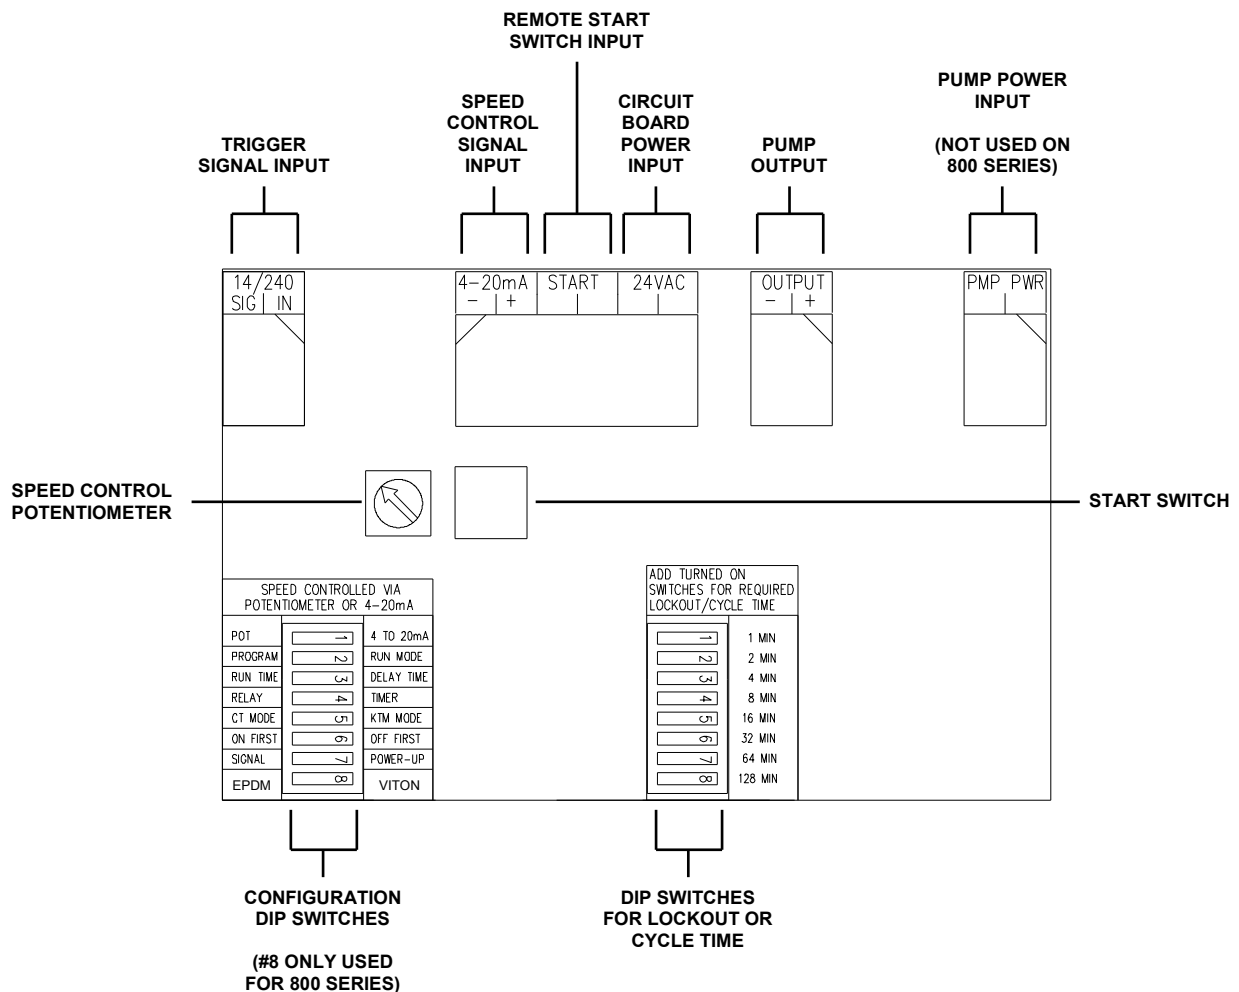 REMOTE START
SWITCH INPUT
SPEED
CONTROL
SIGNAL
INPUT
CIRCUIT
BOARD
POWER
INPUT
PUMP POWER
INPUT
(NOT USED ON
800 SERIES)
TRIGGER
SIGNAL INPUT
PUMP
OUTPUT
14/240
SIG IN
4-20mA
- +
START
24VAC
OUTPUT
- +
PMP PWR
SPEED CONTROL
POTENTIOMETER
START SWITCH
SPEED CONTROLLED VIA
POTENTIOMETER OR 4-20mA
POT 1 4 TO 20mA
PROGRAM 2 RUN MODE
RUN TIME 3 DELAY TIME
RELAY 4 TIMER
CT MODE 5 KTM MODE
ON FIRST 6 OFF FIRST
SIGNAL 7 POWER-UP
EPDM 8 VITON
ADD TURNED ON
SWITCHES FOR REQUIRED
LOCKOUT/CYCLE TIME
1 1 MIN
2 2 MIN
3 4 MIN
4 8 MIN
5 16 MIN
6 32 MIN
7 64 MIN
8 128 MIN
CONFIGURATION
DIP SWITCHES
(#8 ONLY USED
FOR 800 SERIES)
DIP SWITCHES
FOR LOCKOUT OR
CYCLE TIME